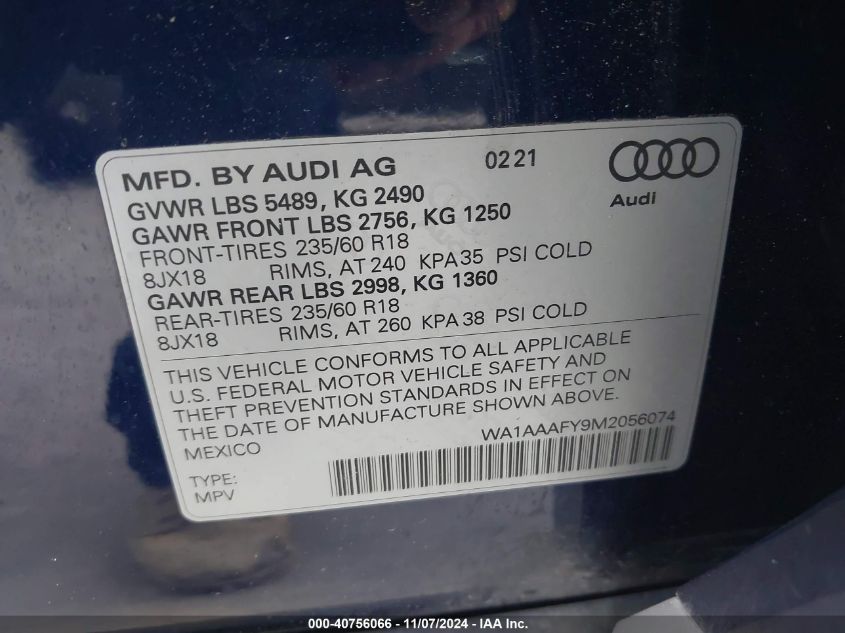 MFD. BY AUDI AG 0221
Audi
GVWR LBS 5489, KG 2490
GAWR FRONT LBS 2756, KG 1250
FRONT-TIRES 235/60 R18
8JX18 RIMS, AT 240 KPA 35 PSI COLD
GAWR REAR LBS 2998, KG 1360
REAR-TIRES 235/60 R18
8JX18 RIMS, AT 260 KPA 38 PSI COLD
THIS VEHICLE CONFORMS TO ALL APPLICABLE
U.S. FEDERAL MOTOR VEHICLE SAFETY AND
THEFT PREVENTION STANDARDS IN EFFECT ON
THE DATE OF MANUFACTURE SHOWN ABOVE.
MEXICO WA1AAAFY9M2056074
TYPE:
MPV
000-40756066 - 11/07/2024 - IAA Inc.